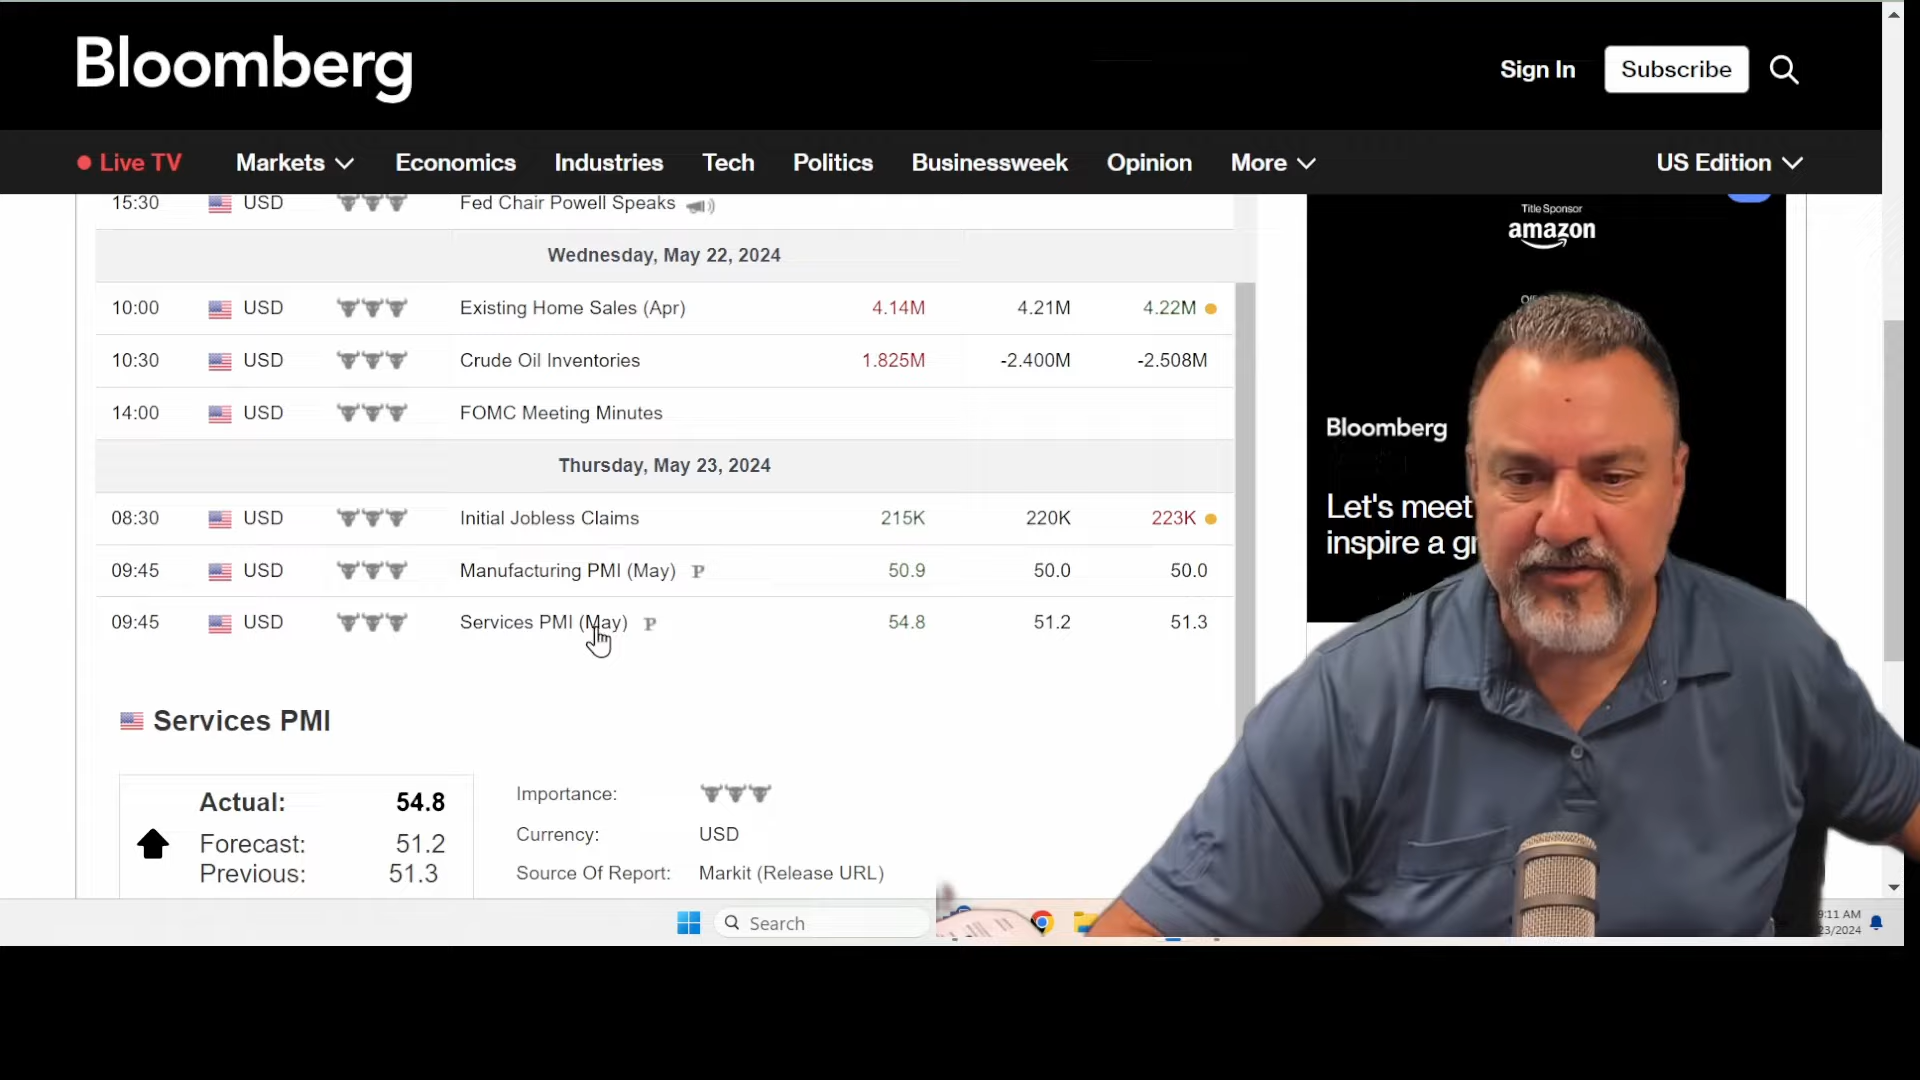 Bloomberg
Sign In
Subscribe
Live TV
Markets
Economics
Industries
Tech
Politics
Businessweek
Opinion
More
US Edition
15:30 USD Fed Chair Powell Speaks
Wednesday, May 22, 2024
10:00 USD Existing Home Sales (Apr) 4.14M 4.21M 4.22M
10:30 USD Crude Oil Inventories 1.825M -2.400M -2.508M
14:00 USD FOMC Meeting Minutes
Thursday, May 23, 2024
08:30 USD Initial Jobless Claims 215K 220K 223K
09:45 USD Manufacturing PMI (May) P 50.9 50.0 50.0
09:45 USD Services PMI (May) P 54.8 51.2 51.3
Services PMI
Actual: 54.8
Forecast: 51.2
Previous: 51.3
Importance:
Currency: USD
Source Of Report: Markit (Release URL)
Title Sponsor
amazon
Bloomberg
Let's meet
inspire a
Search
:11 AM
23/2024